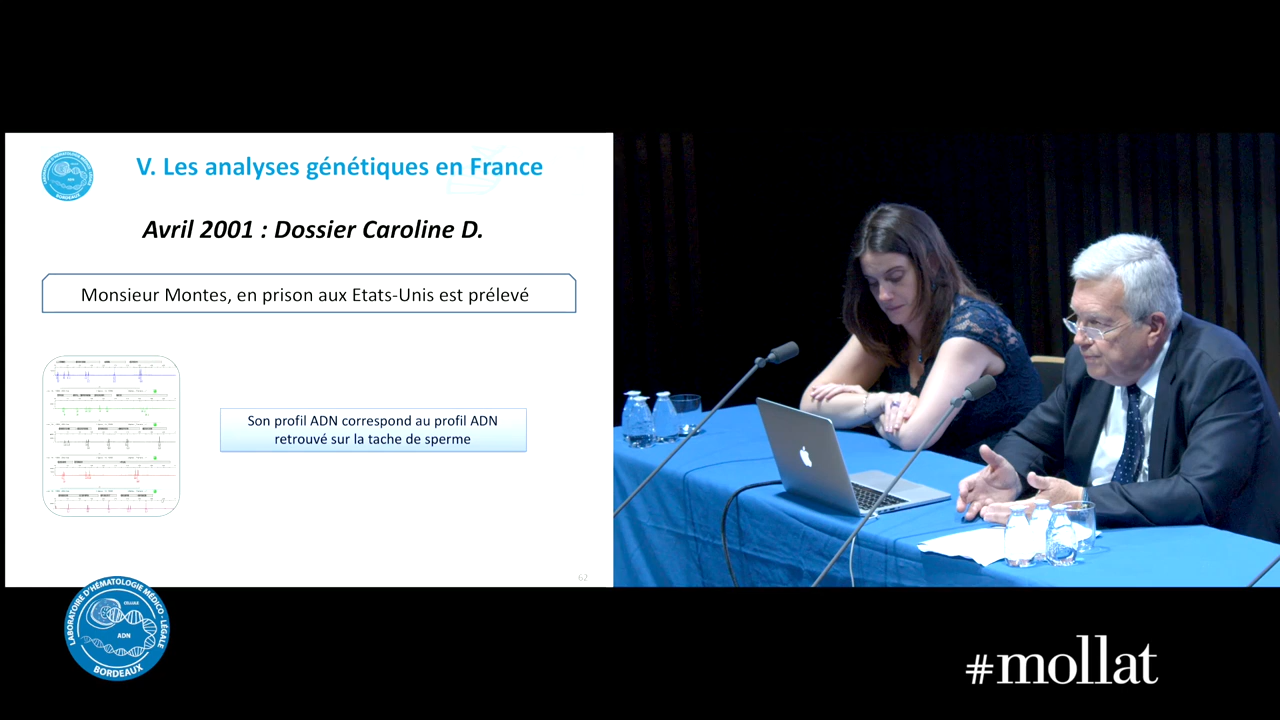 V. Les analyses génétiques en France
Avril 2001 : Dossier Caroline D.
Monsieur Montes, en prison aux Etats-Unis est prélevé
Son profil ADN correspond au profil ADN
retrouvé sur la tache de sperme
62
LABORATOIRE D'HÉMATOLOGIE MÉDICO - LÉGALE
CELLULE
ADN
BORDEAUX
#mollat